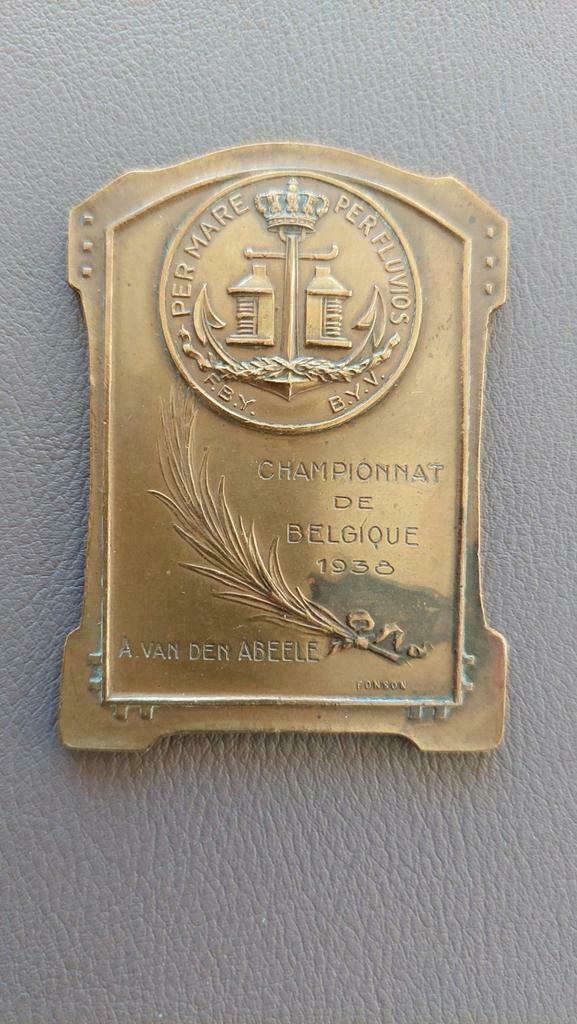 PER MARE PER FLUVIOS
F.B.Y. B.Y.V.
CHAMPIONNAT
DE
BELGIQUE
1938
A. VAN DEN ABEELE
FONSON